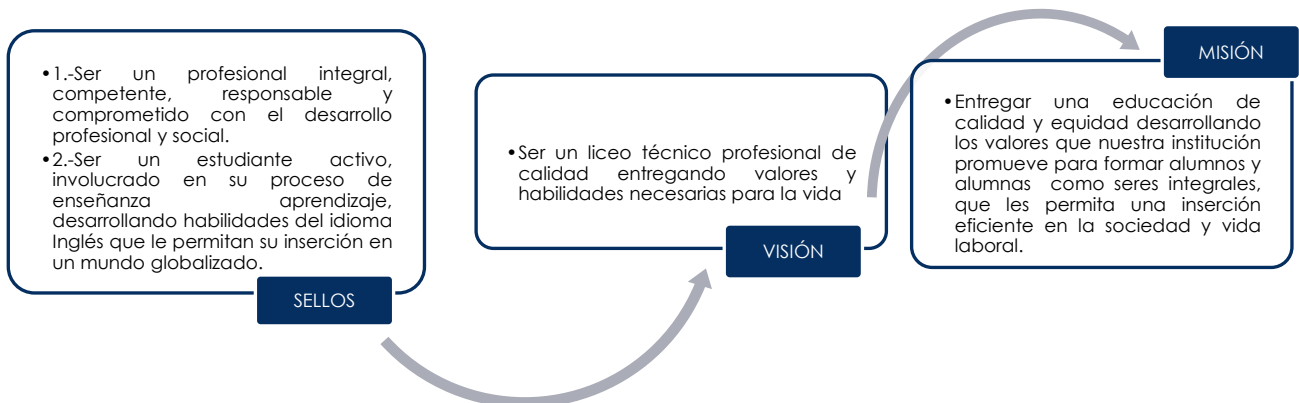 •1.-Ser un profesional integral,
competente, responsable y
comprometido con el desarrollo
profesional y social.
•2.-Ser un estudiante activo,
involucrado en su proceso de
enseñanza aprendizaje,
desarrollando habilidades del idioma
Inglés que le permitan su inserción en
un mundo globalizado.
SELLOS
•Ser un liceo técnico profesional de
calidad entregando valores y
habilidades necesarias para la vida
VISIÓN
MISIÓN
•Entregar una educación de
calidad y equidad desarrollando
los valores que nuestra institución
promueve para formar alumnos y
alumnas como seres integrales,
que les permita una inserción
eficiente en la sociedad y vida
laboral.